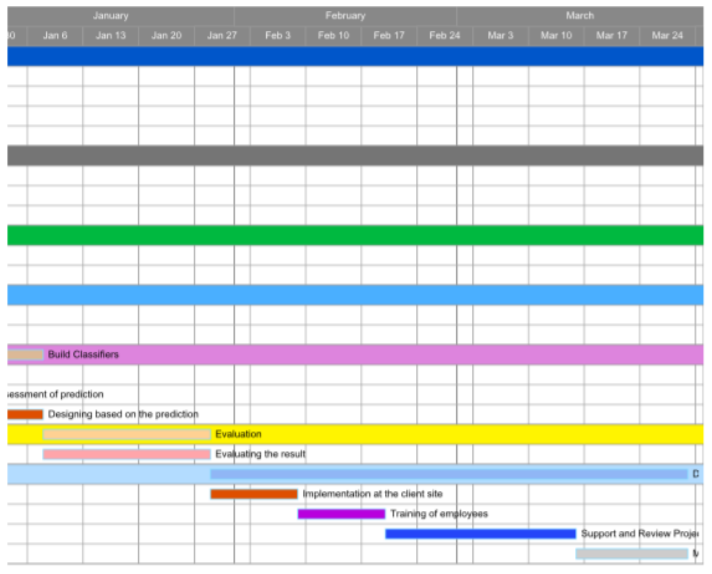 January February March
Jan 6 Jan 13 Jan 20 Jan 27 Feb 3 Feb 10 Feb 17 Feb 24 Mar 3 Mar 10 Mar 17 Mar 24
Build Classifiers
essment of prediction
Designing based on the prediction
Evaluation
Evaluating the result
Implementation at the client site
Training of employees
Support and Review Proje